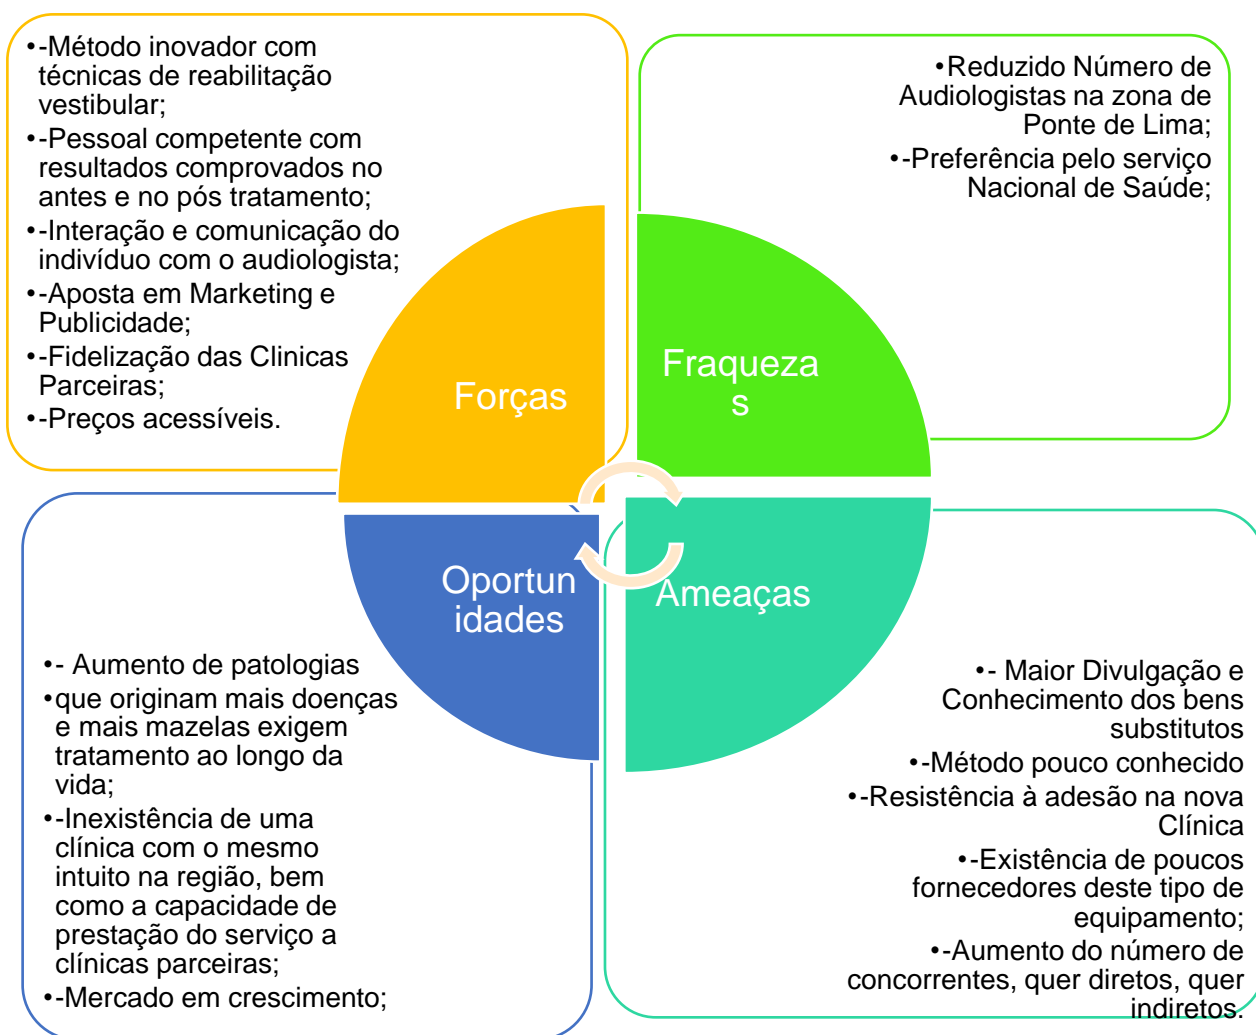 •-Método inovador com
técnicas de reabilitação
vestibular;
•-Pessoal competente com
resultados comprovados no
antes e no pós tratamento;
•-Interação e comunicação do
indivíduo com o audiologista;
•-Aposta em Marketing e
Publicidade;
•-Fidelização das Clinicas
Parceiras;
•-Preços acessíveis.
Forças
•Reduzido Número de
Audiologistas na zona de
Ponte de Lima;
•-Preferência pelo serviço
Nacional de Saúde;
Fraqueza
s
Oportun
idades
•- Aumento de patologias
•que originam mais doenças
e mais mazelas exigem
tratamento ao longo da
vida;
•-Inexistência de uma
clínica com o mesmo
intuito na região, bem
como a capacidade de
prestação do serviço a
clínicas parceiras;
•-Mercado em crescimento;
Ameaças
•- Maior Divulgação e
Conhecimento dos bens
substitutos
•-Método pouco conhecido
•-Resistência à adesão na nova
Clínica
•-Existência de poucos
fornecedores deste tipo de
equipamento;
•-Aumento do número de
concorrentes, quer diretos, quer
indiretos.